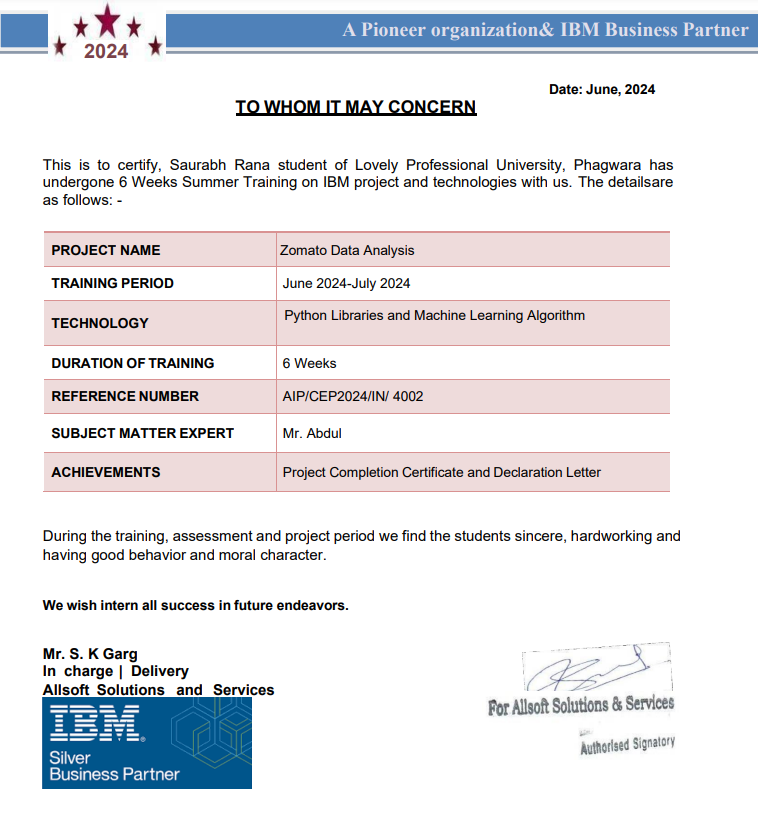 2024
A Pioneer organization& IBM Business Partner
Date: June, 2024
TO WHOM IT MAY CONCERN
This is to certify, Saurabh Rana student of Lovely Professional University, Phagwara has
undergone 6 Weeks Summer Training on IBM project and technologies with us. The detailsare
as follows: -
PROJECT NAME Zomato Data Analysis
TRAINING PERIOD June 2024-July 2024
TECHNOLOGY Python Libraries and Machine Learning Algorithm
DURATION OF TRAINING 6 Weeks
REFERENCE NUMBER AIP/CEP2024/IN/ 4002
SUBJECT MATTER EXPERT Mr. Abdul
ACHIEVEMENTS Project Completion Certificate and Declaration Letter
During the training, assessment and project period we find the students sincere, hardworking and
having good behavior and moral character.
We wish intern all success in future endeavors.
Mr. S. K Garg
In charge | Delivery
Allsoft Solutions and Services
IBM®
Silver
Business Partner
For Allsoft Solutions & Services
Authorised Signatory